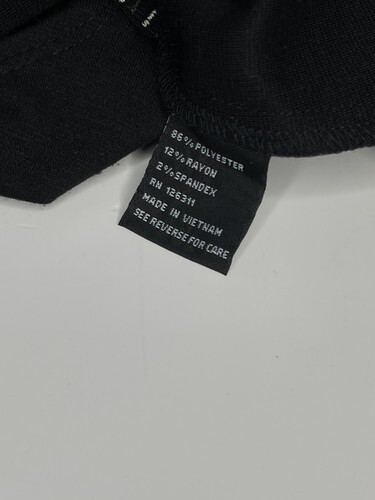 86% POLYESTER
12% RAYON
2% SPANDEX
RN 126311
MADE IN VIETNAM
SEE REVERSE FOR CARE